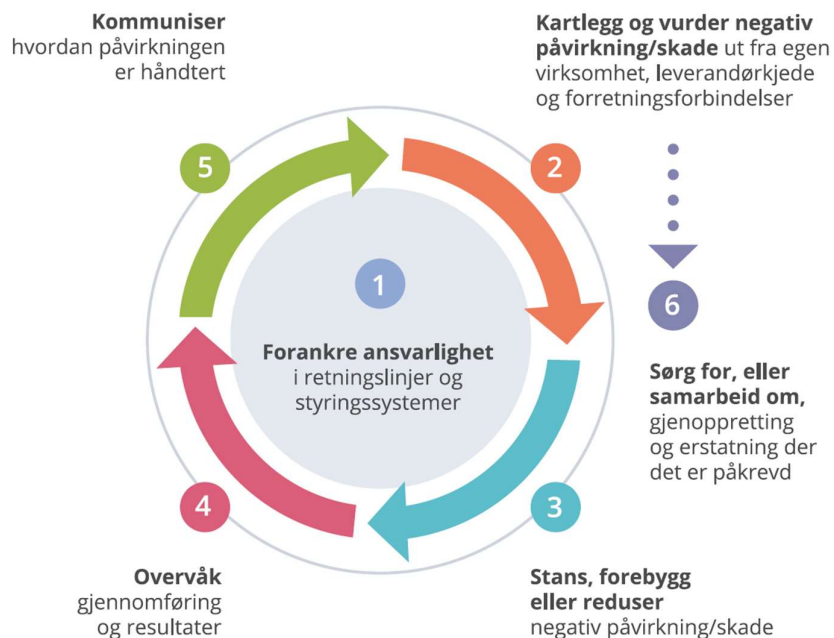 Kommuniser
hvordan påvirkningen
er håndtert
Kartlegg og vurder negativ
påvirkning/skade ut fra egen
virksomhet, leverandørkjede
og forretningsforbindelser
5
2
1
6
Forankre ansvarlighet
i retningslinjer og
styringssystemer
Sørg for, eller
samarbeid om,
gjenoppretting
og erstatning der
det er påkrevd
4
3
Overvåk
gjennomføring
og resultater
Stans, forebygg
eller reduser
negativ påvirkning/skade